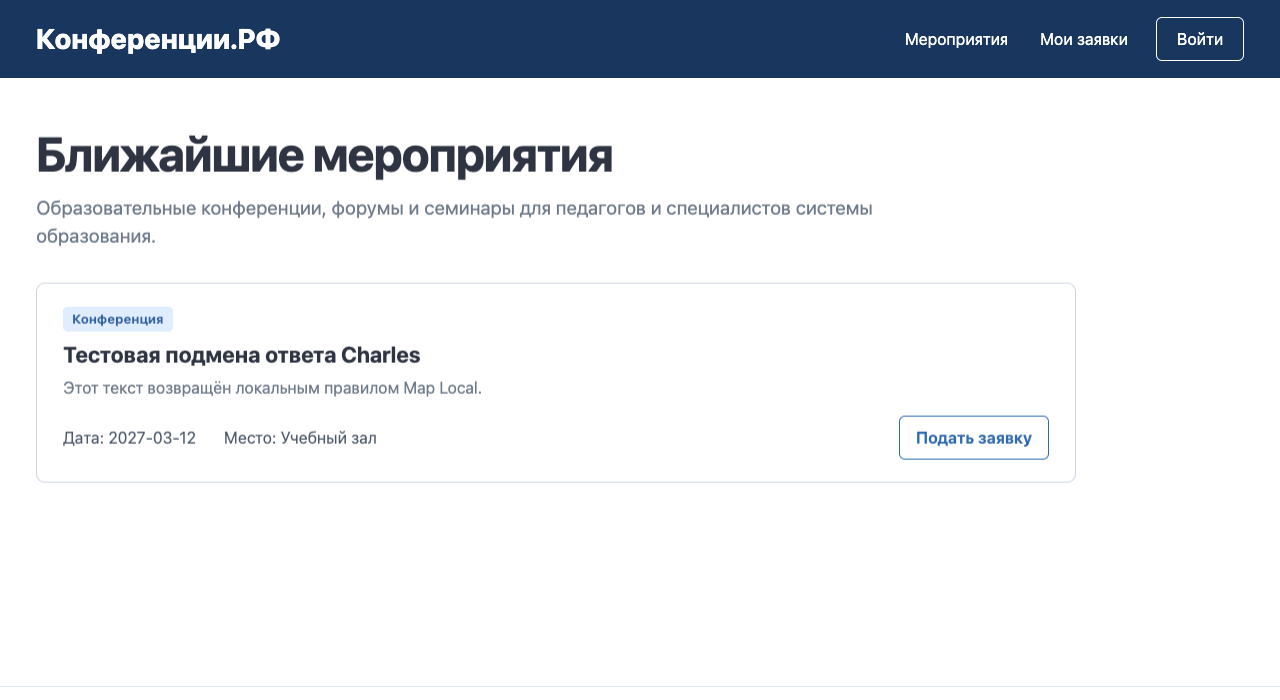 Конференции.РФ
Мероприятия
Мои заявки
Войти
Ближайшие мероприятия
Образовательные конференции, форумы и семинары для педагогов и специалистов системы
образования.
Конференция
Тестовая подмена ответа Charles
Этот текст возвращён локальным правилом Map Local.
Дата: 2027-03-12
Место: Учебный зал
Подать заявку